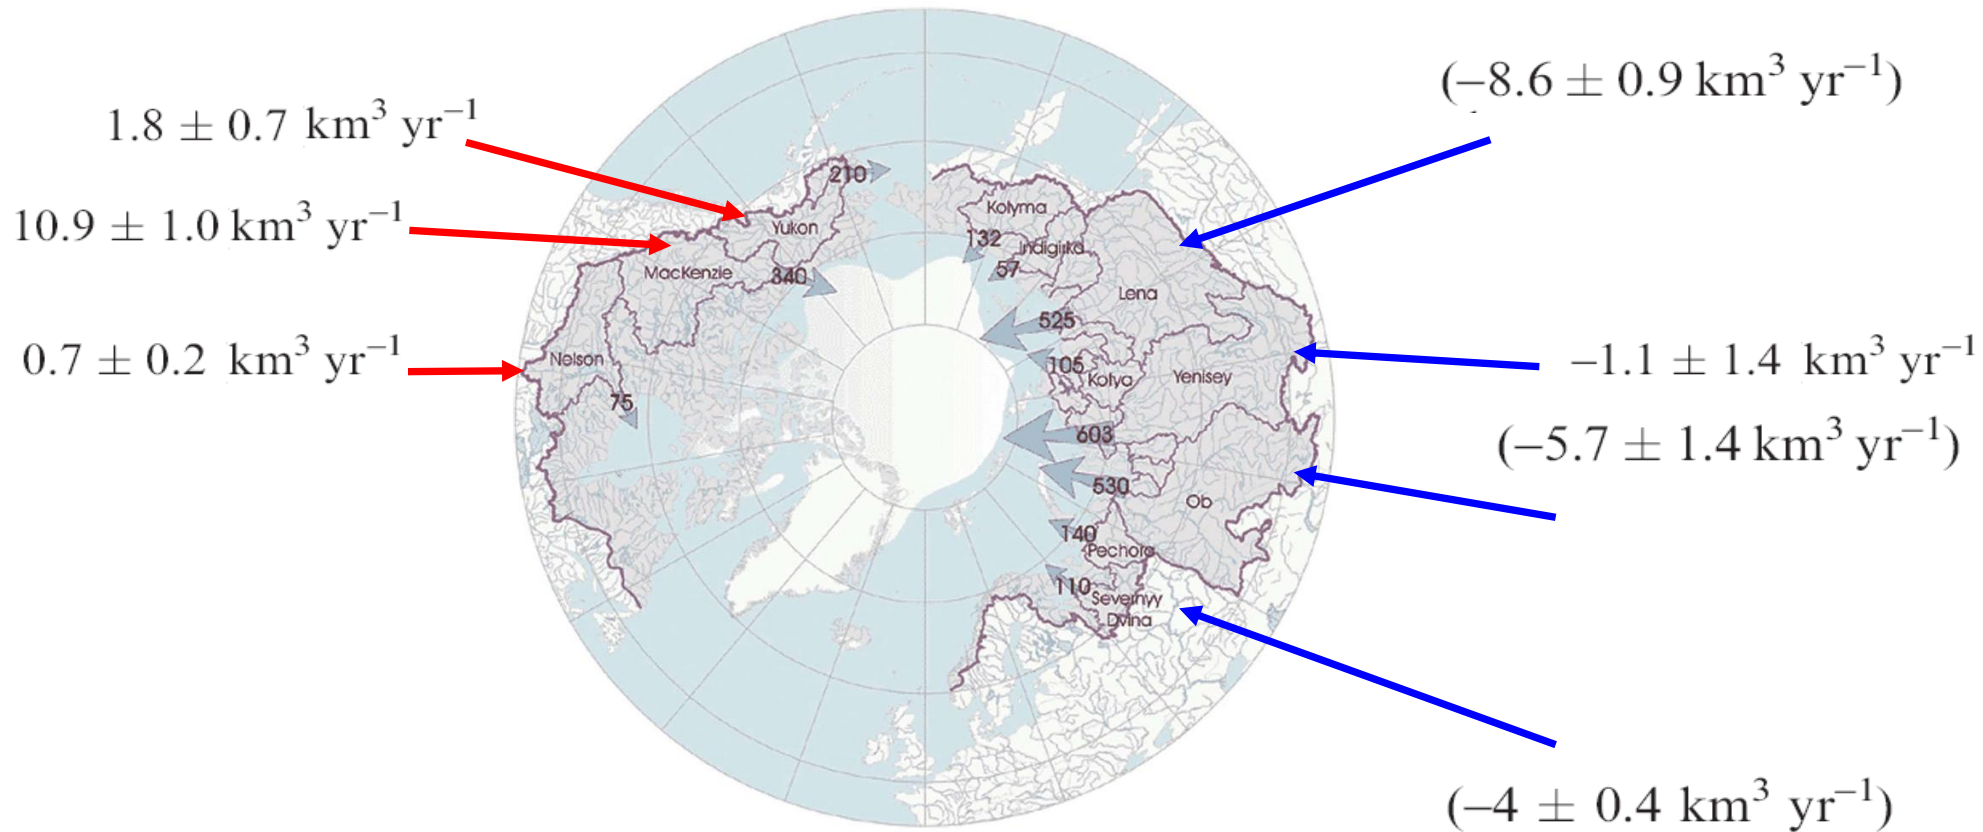 (−8.6 ± 0.9 km³ yr⁻¹)
1.8 ± 0.7 km³ yr⁻¹
10.9 ± 1.0 km³ yr⁻¹
0.7 ± 0.2 km³ yr⁻¹
−1.1 ± 1.4 km³ yr⁻¹
(−5.7 ± 1.4 km³ yr⁻¹)
(−4 ± 0.4 km³ yr⁻¹)
210
Yukon
MacKenzie
340
Nelson
75
Kolyma
132
Indigirka
57
Lena
525
105
Kotya
Yenisey
603
530
Ob
140
Pechora
110
Severnyy
Dvina